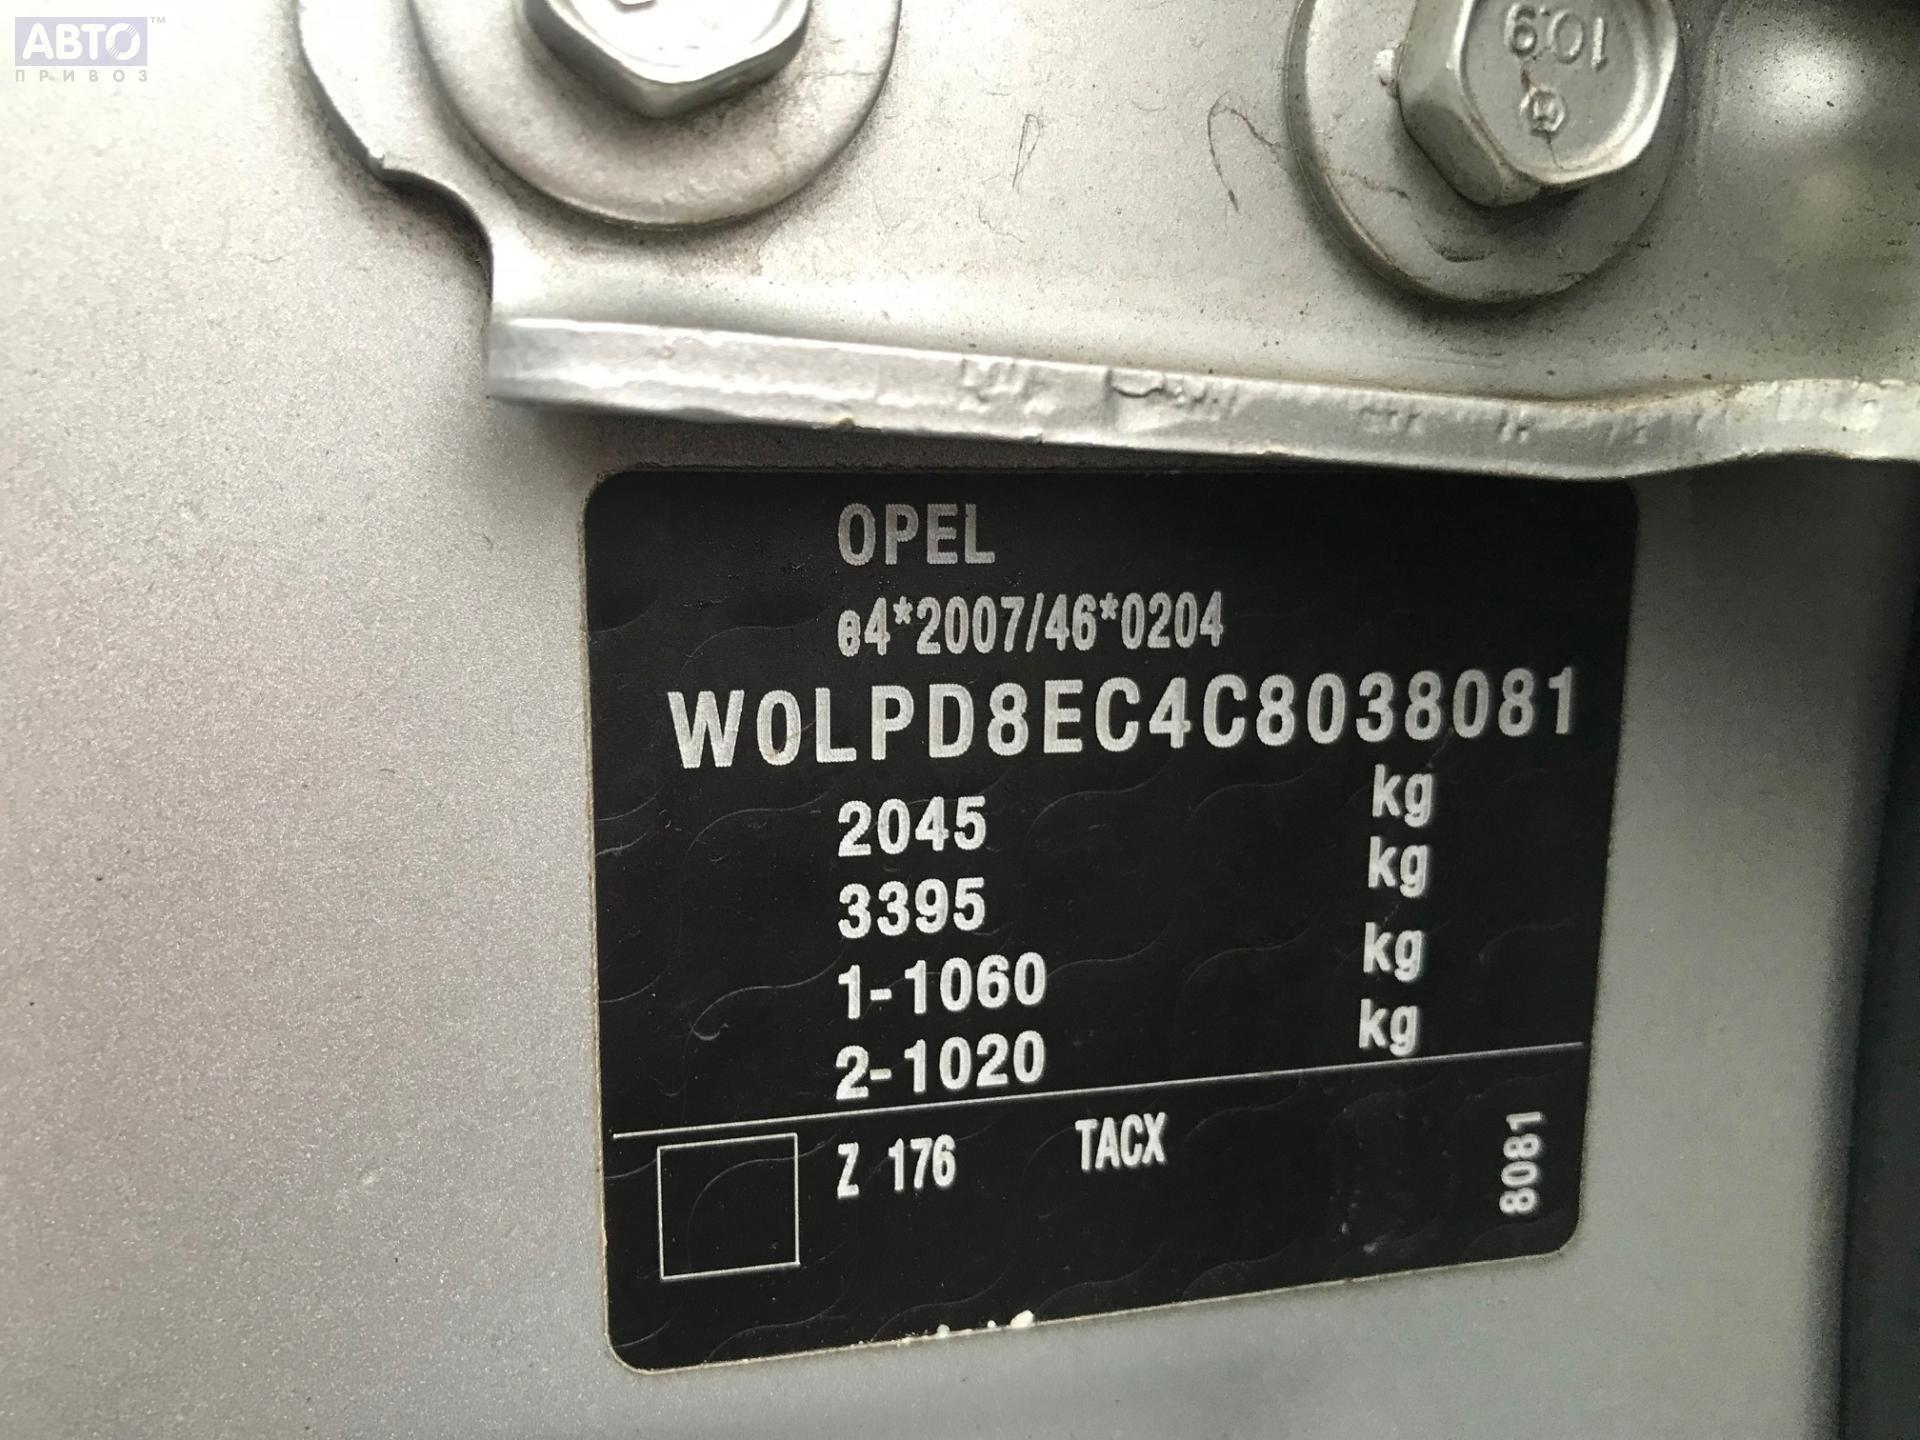 АВТО™
ПРИВОЗ
10.9
OPEL
e4*2007/46*0204
W0LPD8EC4C8038081
2045 kg
3395 kg
1-1060 kg
2-1020 kg
Z 176 TACX
8081